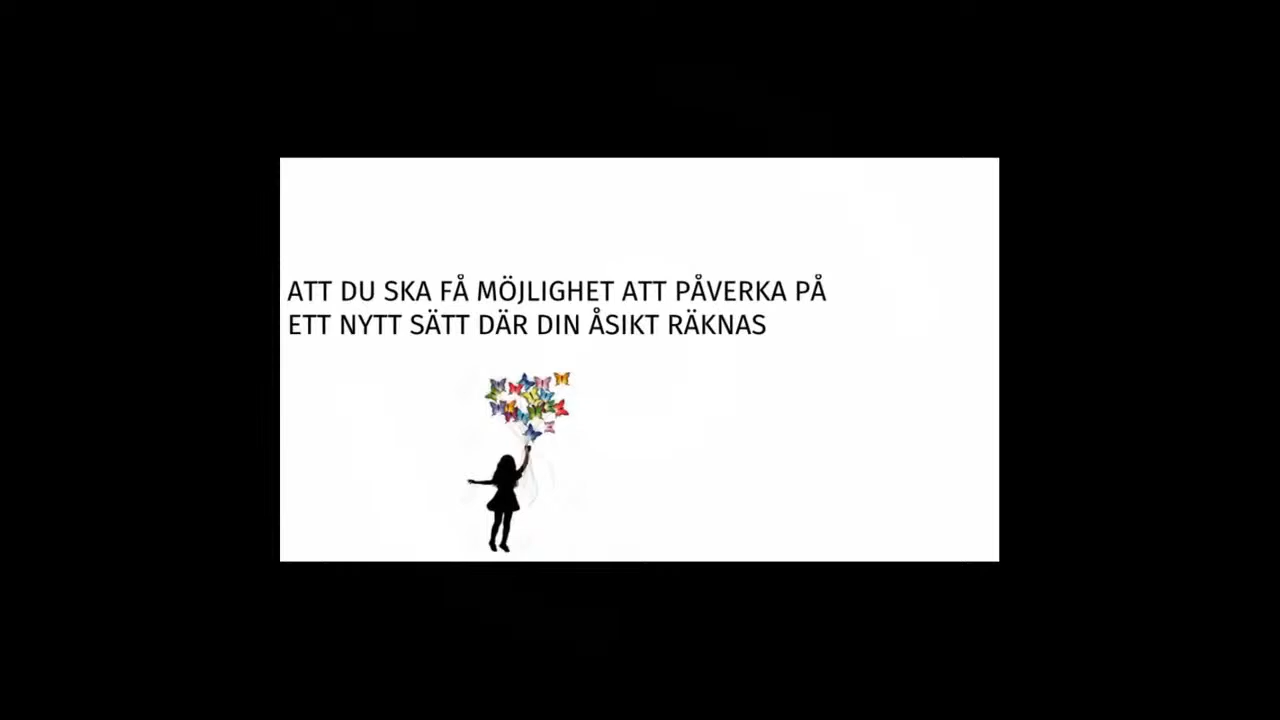 ATT DU SKA FÅ MÖJLIGHET ATT PÅVERKA PÅ
ETT NYTT SÄTT DÄR DIN ÅSIKT RÄKNAS